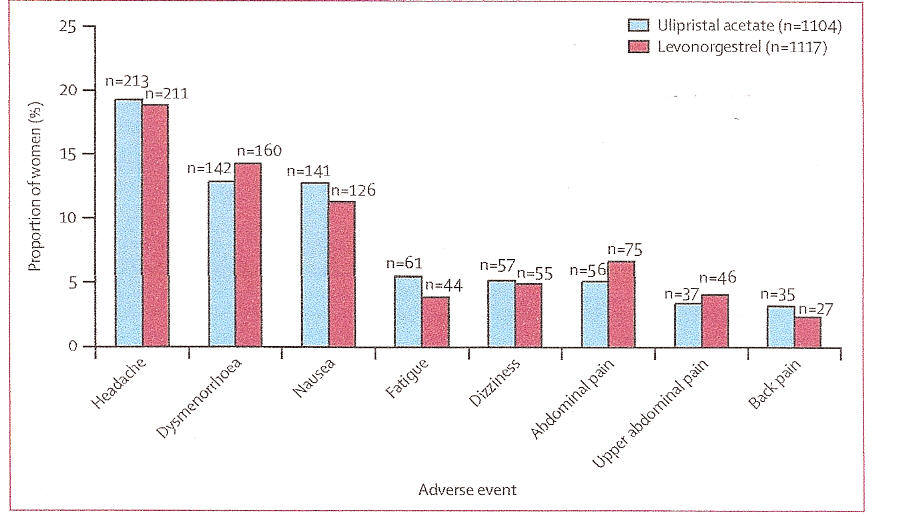 25
20
15
10
5
0
Proportion of women (%)
Ulipristal acetate (n=1104)
Levonorgestrel (n=1117)
n=213
n=211
n=142
n=160
n=141
n=126
n=61
n=44
n=57
n=55
n=56
n=75
n=37
n=46
n=35
n=27
Headache
Dysmenorrhoea
Nausea
Fatigue
Dizziness
Abdominal pain
Upper abdominal pain
Back pain
Adverse event